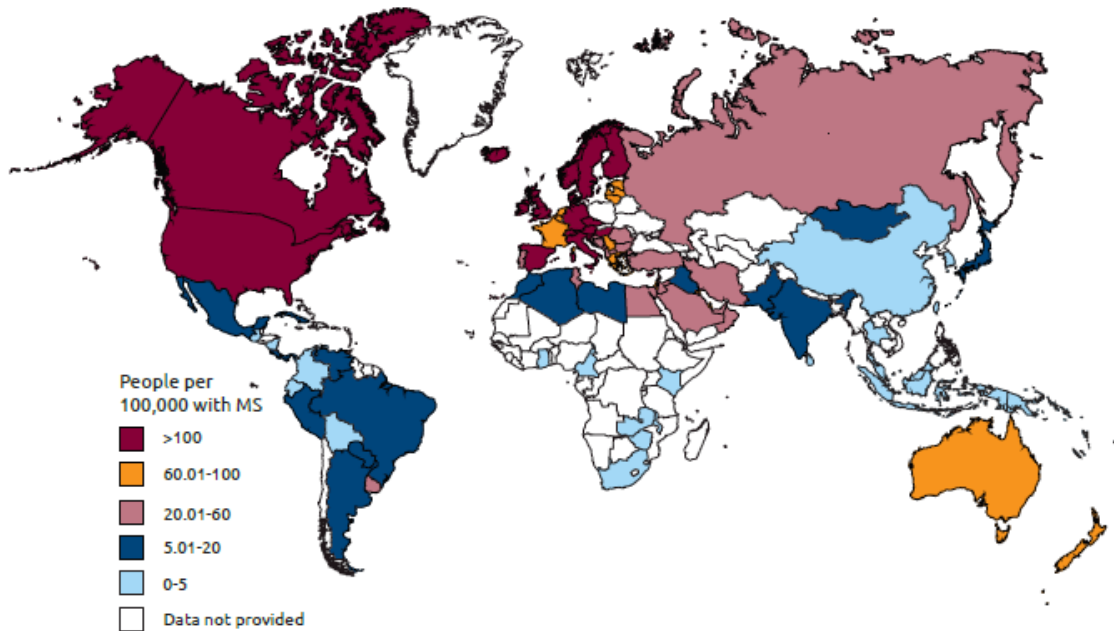 People per
100,000 with MS
>100
60.01-100
20.01-60
5.01-20
0-5
Data not provided